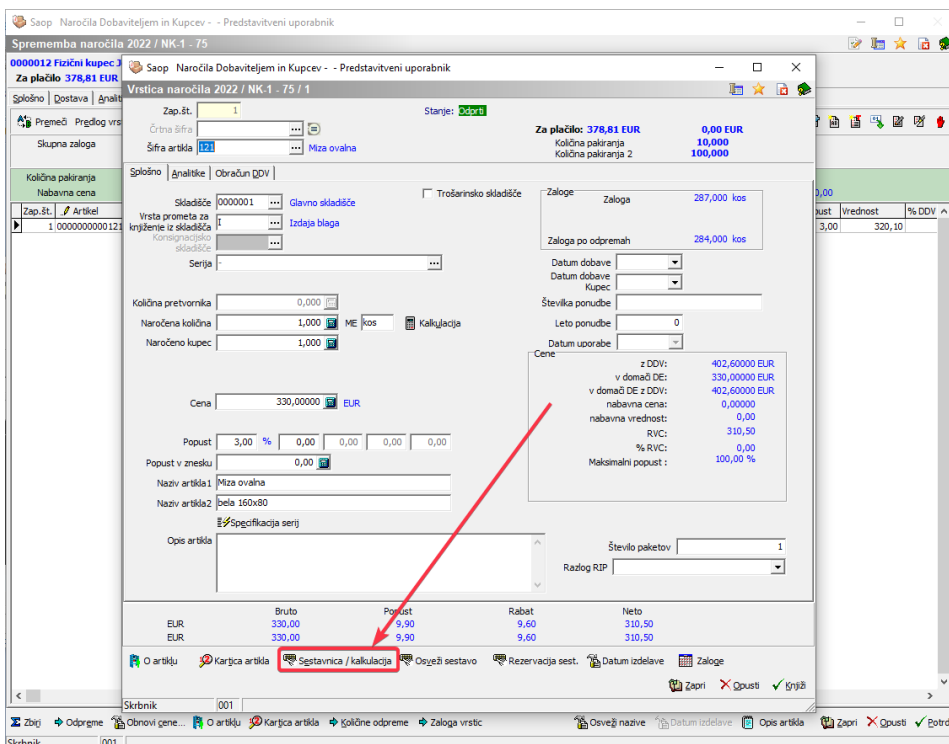 Saop Naročila Dobaviteljem in Kupcev - - Predstavitveni uporabnik
Sprememba naročila 2022 / NK-1 - 75
0000012 Fizični kupec J
Za plačilo 378,81 EUR
Splošno Dostava Analit
Premeči Predlog vrs
Skupna zaloga
Količna pakiranja
Nabavna cena
0,00
Zap.št. Artikel
ust Vrednost % DDV
1 0000000000121
3,00 320,10
Saop Naročila Dobaviteljem in Kupcev - - Predstavitveni uporabnik
Vrstica naročila 2022 / NK-1 - 75 / 1
Zap.št. 1
Stanje: Odprti
Črtna šifra ...
Za plačilo: 378,81 EUR 0,00 EUR
Količina pakiranja 10,000
Šifra artikla 121 ... Miza ovalna
Količina pakiranja 2 100,000
Splošno Analitike Obračun DDV
Skladišče 0000001 ... Glavno skladišče
Trošarinsko skladišče
Vrsta prometa za knjiženje iz skladišča I ... Izdaja blaga
Konsignacijsko skladišče ...
Serija - ...
Zaloge
Zaloga 287,000 kos
Zaloga po odpremah 284,000 kos
Datum dobave
Datum dobave Kupec
Količina pretvornika 0,000
Številka ponudbe
Naročena količina 1,000 ME kos Kalkulacija
Leto ponudbe 0
Naročeno kupec 1,000
Datum uporabe
Cene
z DDV: 402,60000 EUR
v domači DE: 330,00000 EUR
v domači DE z DDV: 402,60000 EUR
nabavna cena: 0,00000
nabavna vrednost: 0,00
RVC: 310,50
% RVC: 0,00
Maksimalni popust : 100,00 %
Cena 330,00000 EUR
Popust 3,00 % 0,00 0,00 0,00 0,00
Popust v znesku 0,00
Naziv artikla1 Miza ovalna
Naziv artikla2 bela 160x80
Specifikacija serij
Opis artikla
Število paketov 1
Razlog RIP
Bruto Popust Rabat Neto
EUR 330,00 9,90 9,60 310,50
EUR 330,00 9,90 9,60 310,50
O artiklu Kartica artikla Sestavnica / kalkulacija Osveži sestavo Rezervacija sest. Datum izdelave Zaloge
Zapri Opusti Knjiži
Skrbnik 001
Zbirj Odpreme Obnovi cene... O artiklu Kartica artikla Količine odpreme Zaloga vrstic Osveži nazive Datum izdelave Opis artikla Zapri Opusti Potrd
Skrbnik 001